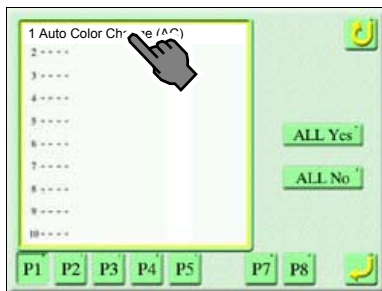 1 Auto Color Change (AC)
2 - - - -
3 - - - -
4 - - - -
5 - - - -
6 - - - -
7 - - - -
8 - - - -
9 - - - -
10 - - - -
ALL Yes
ALL No
P1 P2 P3 P4 P5 P7 P8